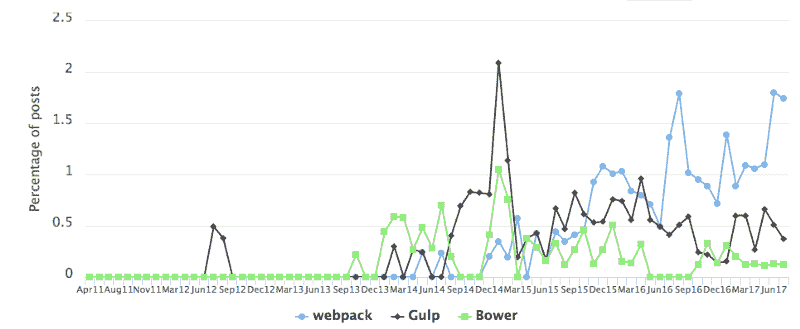 2.5
2
1.5
1
0.5
0
Percentage of posts
Apr11 Aug11 Nov11 Mar12 Jun12 Sep12 Dec12 Mar13 Jun13 Sep13 Dec13 Mar14 Jun14 Sep14 Dec14 Mar15 Jun15 Sep15 Dec15 Mar16 Jun16 Sep16 Dec16 Mar17 Jun17
webpack Gulp Bower